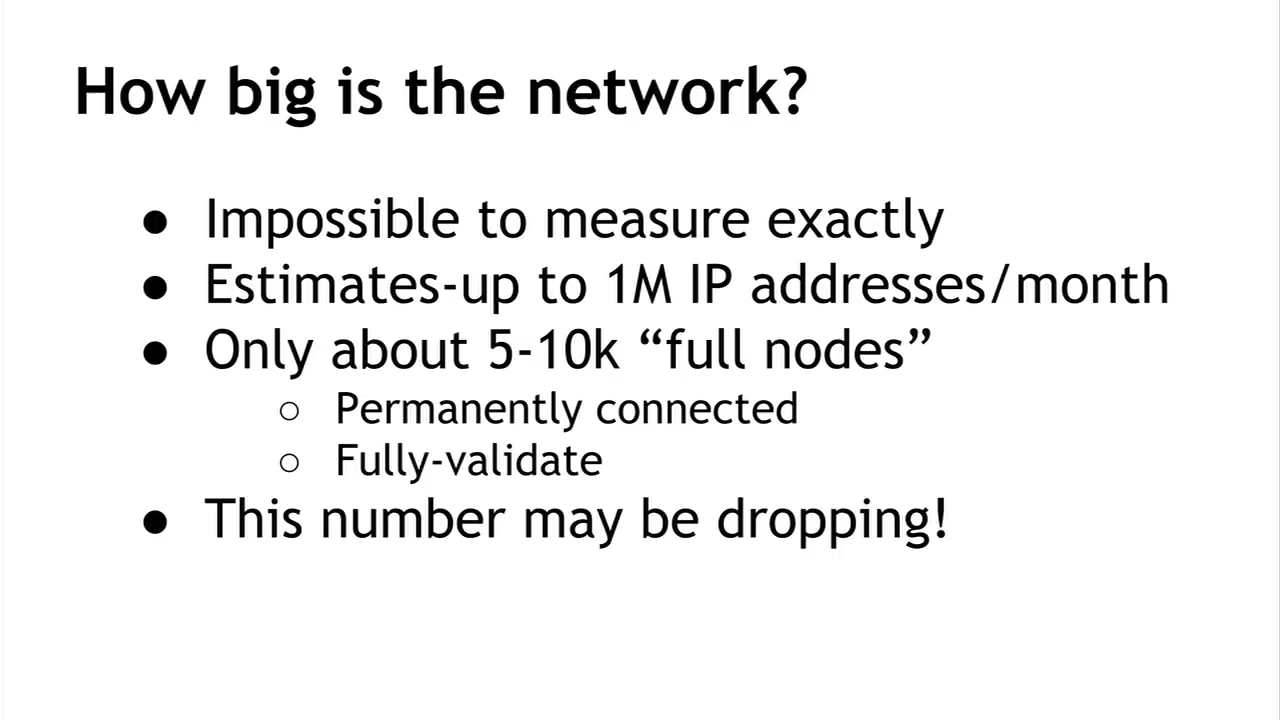 How big is the network?
● Impossible to measure exactly
● Estimates-up to 1M IP addresses/month
● Only about 5-10k “full nodes”
○ Permanently connected
○ Fully-validate
● This number may be dropping!